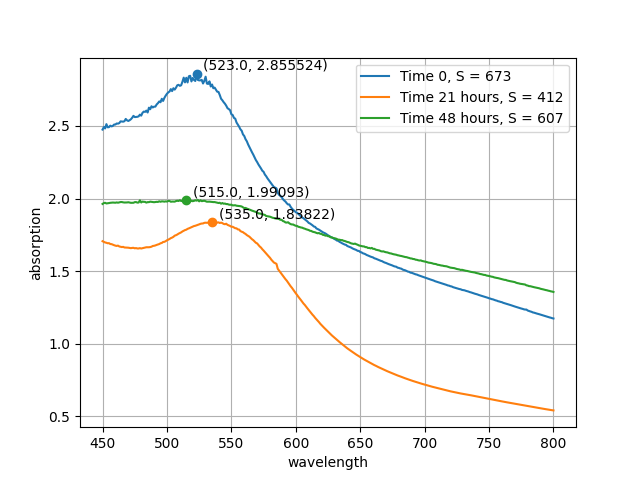 (523.0, 2.855524)
Time 0, S = 673
Time 21 hours, S = 412
Time 48 hours, S = 607
(515.0, 1.99093)
(535.0, 1.83822)
absorption
2.5
2.0
1.5
1.0
0.5
450 500 550 600 650 700 750 800
wavelength